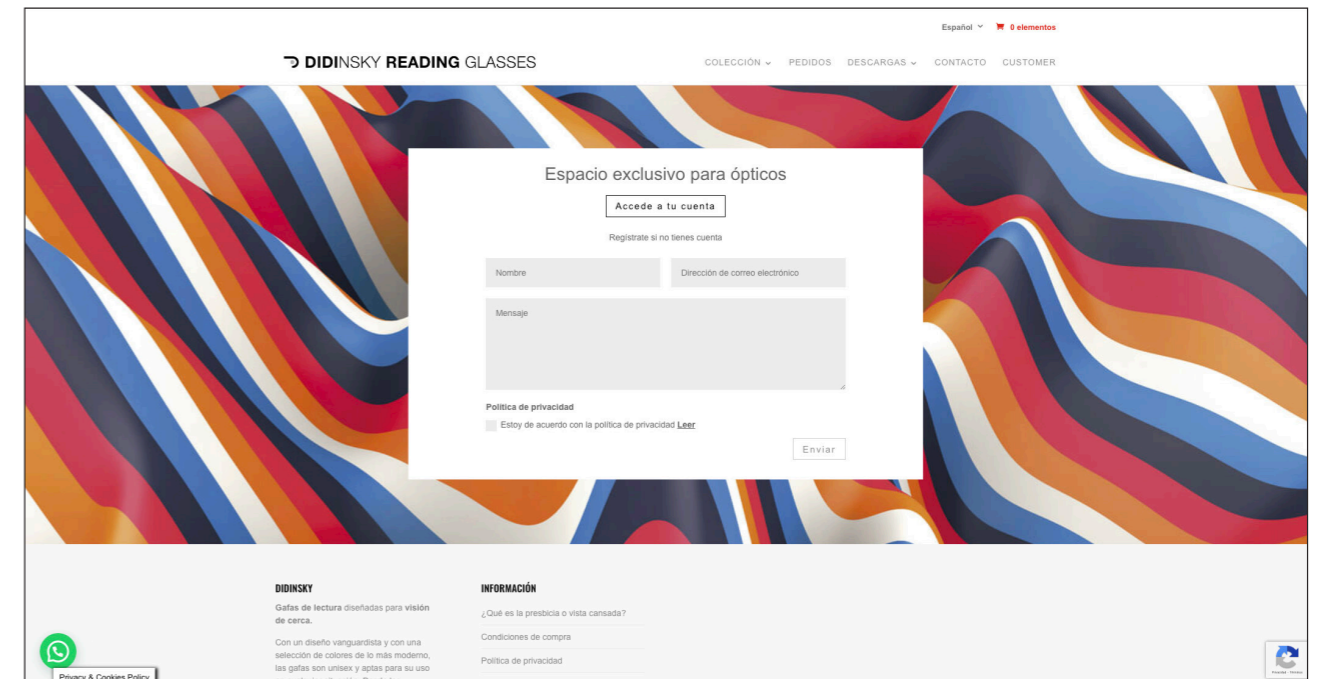 Español
0 elementos
DIDINSKY READING GLASSES
COLECCIÓN
PEDIDOS
DESCARGAS
CONTACTO
CUSTOMER
Espacio exclusivo para ópticos
Accede a tu cuenta
Regístrate si no tienes cuenta
Nombre
Dirección de correo electrónico
Mensaje
Política de privacidad
Estoy de acuerdo con la política de privacidad Leer
Enviar
DIDINSKY
Gafas de lectura diseñadas para visión
de cerca.
Con un diseño vanguardista y con una
selección de colores de lo más moderno,
las gafas son unisex y aptas para su uso
INFORMACIÓN
¿Qué es la presbicia o vista cansada?
Condiciones de compra
Política de privacidad
Privacy & Cookies Policy